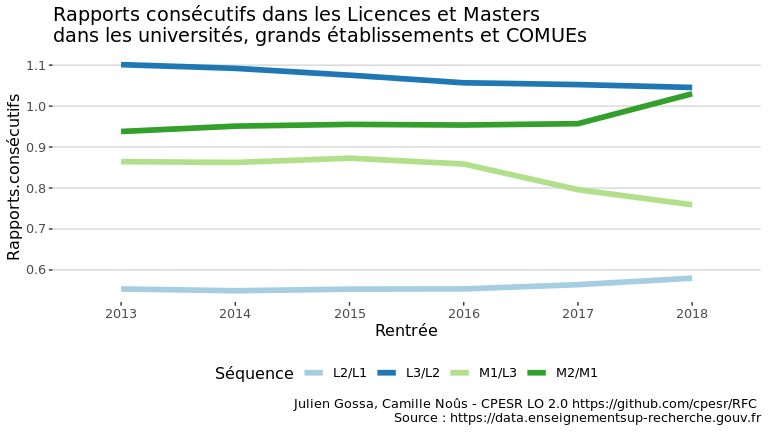 Rapports consécutifs dans les Licences et Masters
dans les universités, grands établissements et COMUEs
Rapports.consécutifs
1.1
1.0
0.9
0.8
0.7
0.6
2013 2014 2015 2016 2017 2018
Rentrée
Séquence L2/L1 L3/L2 M1/L3 M2/M1
Julien Gossa, Camille Noûs - CPESR LO 2.0 https://github.com/cpesr/RFC
Source : https://data.enseignementsup-recherche.gouv.fr